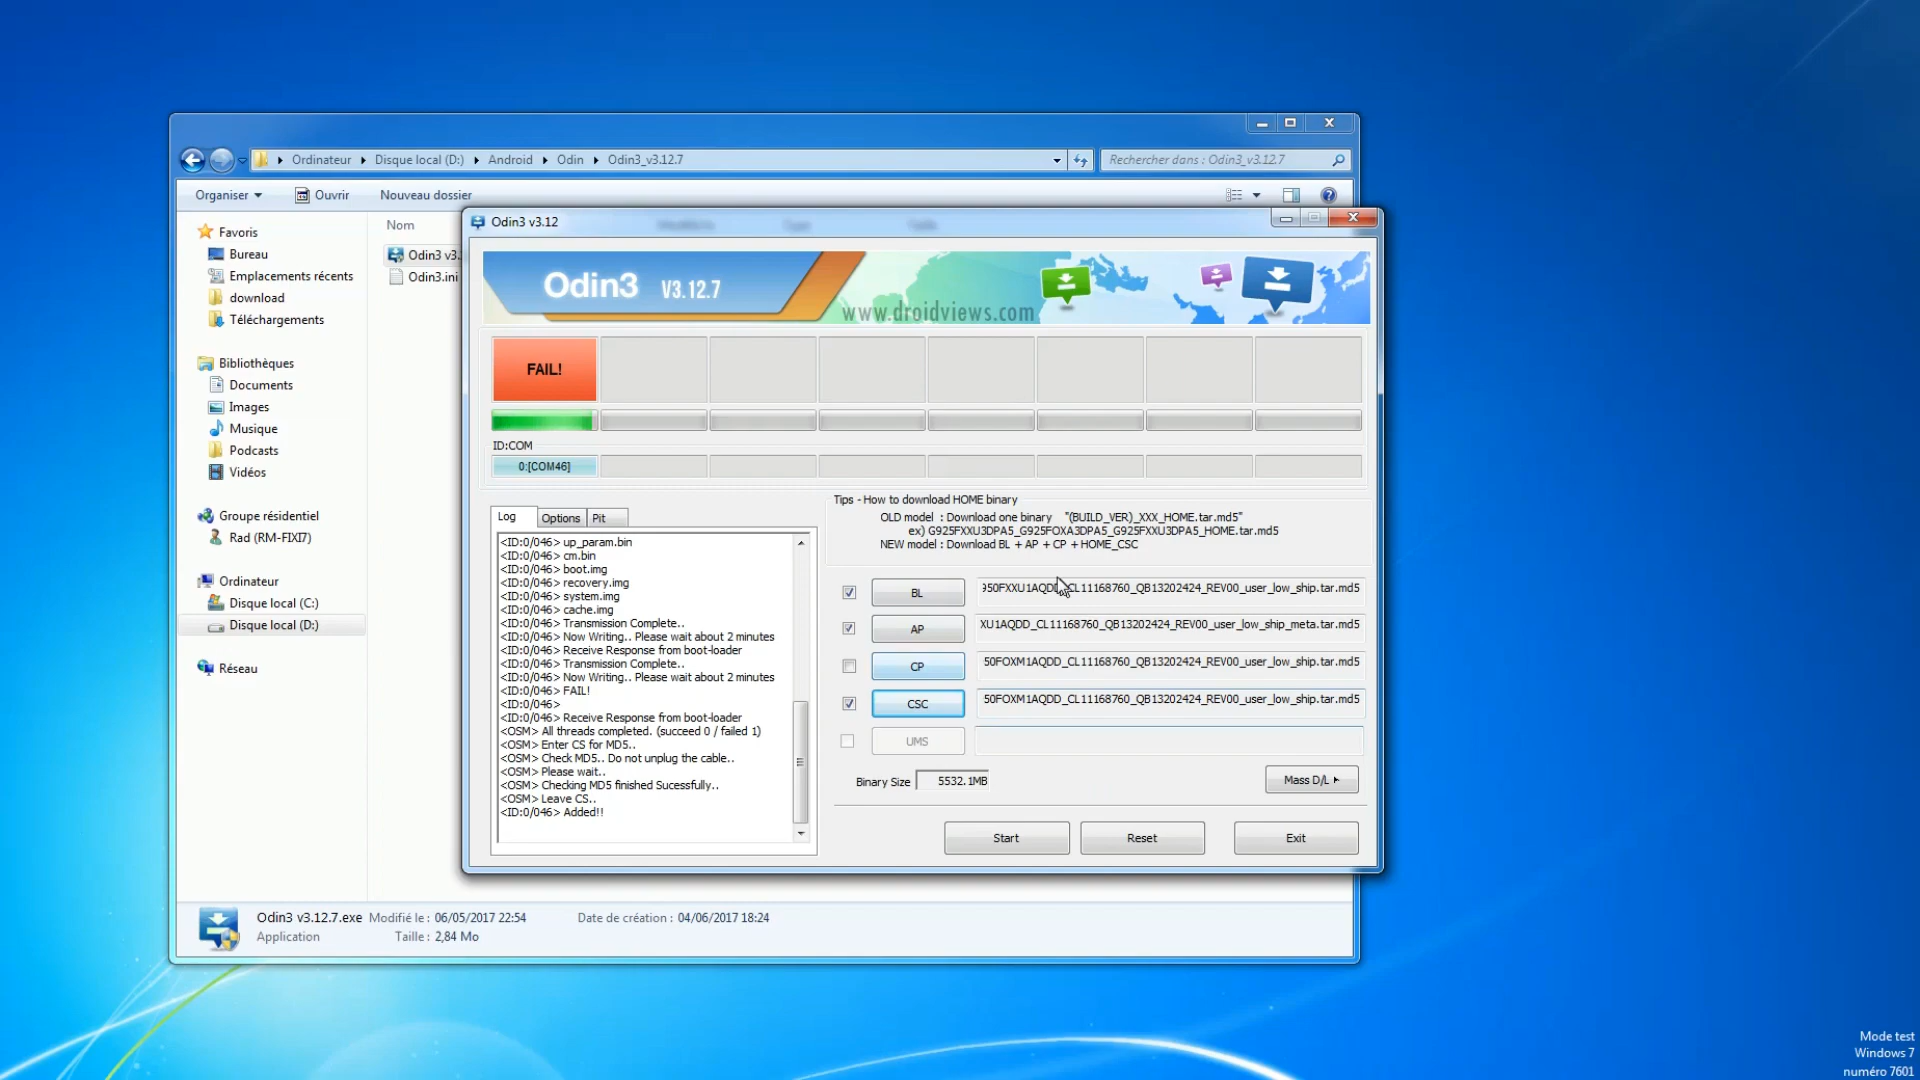 Ordinateur
Disque local (D:)
Android
Odin
Odin3_v3.12.7
Rechercher dans : Odin3_v3.12.7
Organiser
Ouvrir
Nouveau dossier
Favoris
Bureau
Emplacements récents
download
Téléchargements
Bibliothèques
Documents
Images
Musique
Podcasts
Vidéos
Groupe résidentiel
Rad (RM-FIXI7)
Ordinateur
Disque local (C:)
Disque local (D:)
Réseau
Nom
Odin3 v3.
Odin3.ini
Odin3 v3.12
Odin3 V3.12.7
www.droidviews.com
FAIL!
ID:COM
0:[COM46]
Log
Options
Pit
<ID:0/046> up_param.bin
<ID:0/046> cm.bin
<ID:0/046> boot.img
<ID:0/046> recovery.img
<ID:0/046> system.img
<ID:0/046> cache.img
<ID:0/046> Transmission Complete..
<ID:0/046> Now Writing.. Please wait about 2 minutes
<ID:0/046> Receive Response from boot-loader
<ID:0/046> Transmission Complete..
<ID:0/046> Now Writing.. Please wait about 2 minutes
<ID:0/046> FAIL!
<ID:0/046>
<ID:0/046> Receive Response from boot-loader
<OSM> All threads completed. (succeed 0 / failed 1)
<OSM> Enter CS for MD5..
<OSM> Check MD5.. Do not unplug the cable..
<OSM> Please wait..
<OSM> Checking MD5 finished Sucessfully..
<OSM> Leave CS..
<ID:0/046> Added!!
Tips - How to download HOME binary
OLD model : Download one binary "(BUILD_VER)_XXX_HOME.tar.md5"
ex) G925FXXU3DPA5_G925FOXA3DPA5_G925FXXU3DPA5_HOME.tar.md5
NEW model : Download BL + AP + CP + HOME_CSC
BL
950FXXU1AQDD_CL11168760_QB13202424_REV00_user_low_ship.tar.md5
AP
XU1AQDD_CL11168760_QB13202424_REV00_user_low_ship_meta.tar.md5
CP
50FOXM1AQDD_CL11168760_QB13202424_REV00_user_low_ship.tar.md5
CSC
50FOXM1AQDD_CL11168760_QB13202424_REV00_user_low_ship.tar.md5
UMS
Binary Size
5532.1MB
Mass D/L
Start
Reset
Exit
Odin3 v3.12.7.exe Modifié le : 06/05/2017 22:54 Date de création : 04/06/2017 18:24
Application Taille : 2,84 Mo
Mode test
Windows 7
numéro 7601